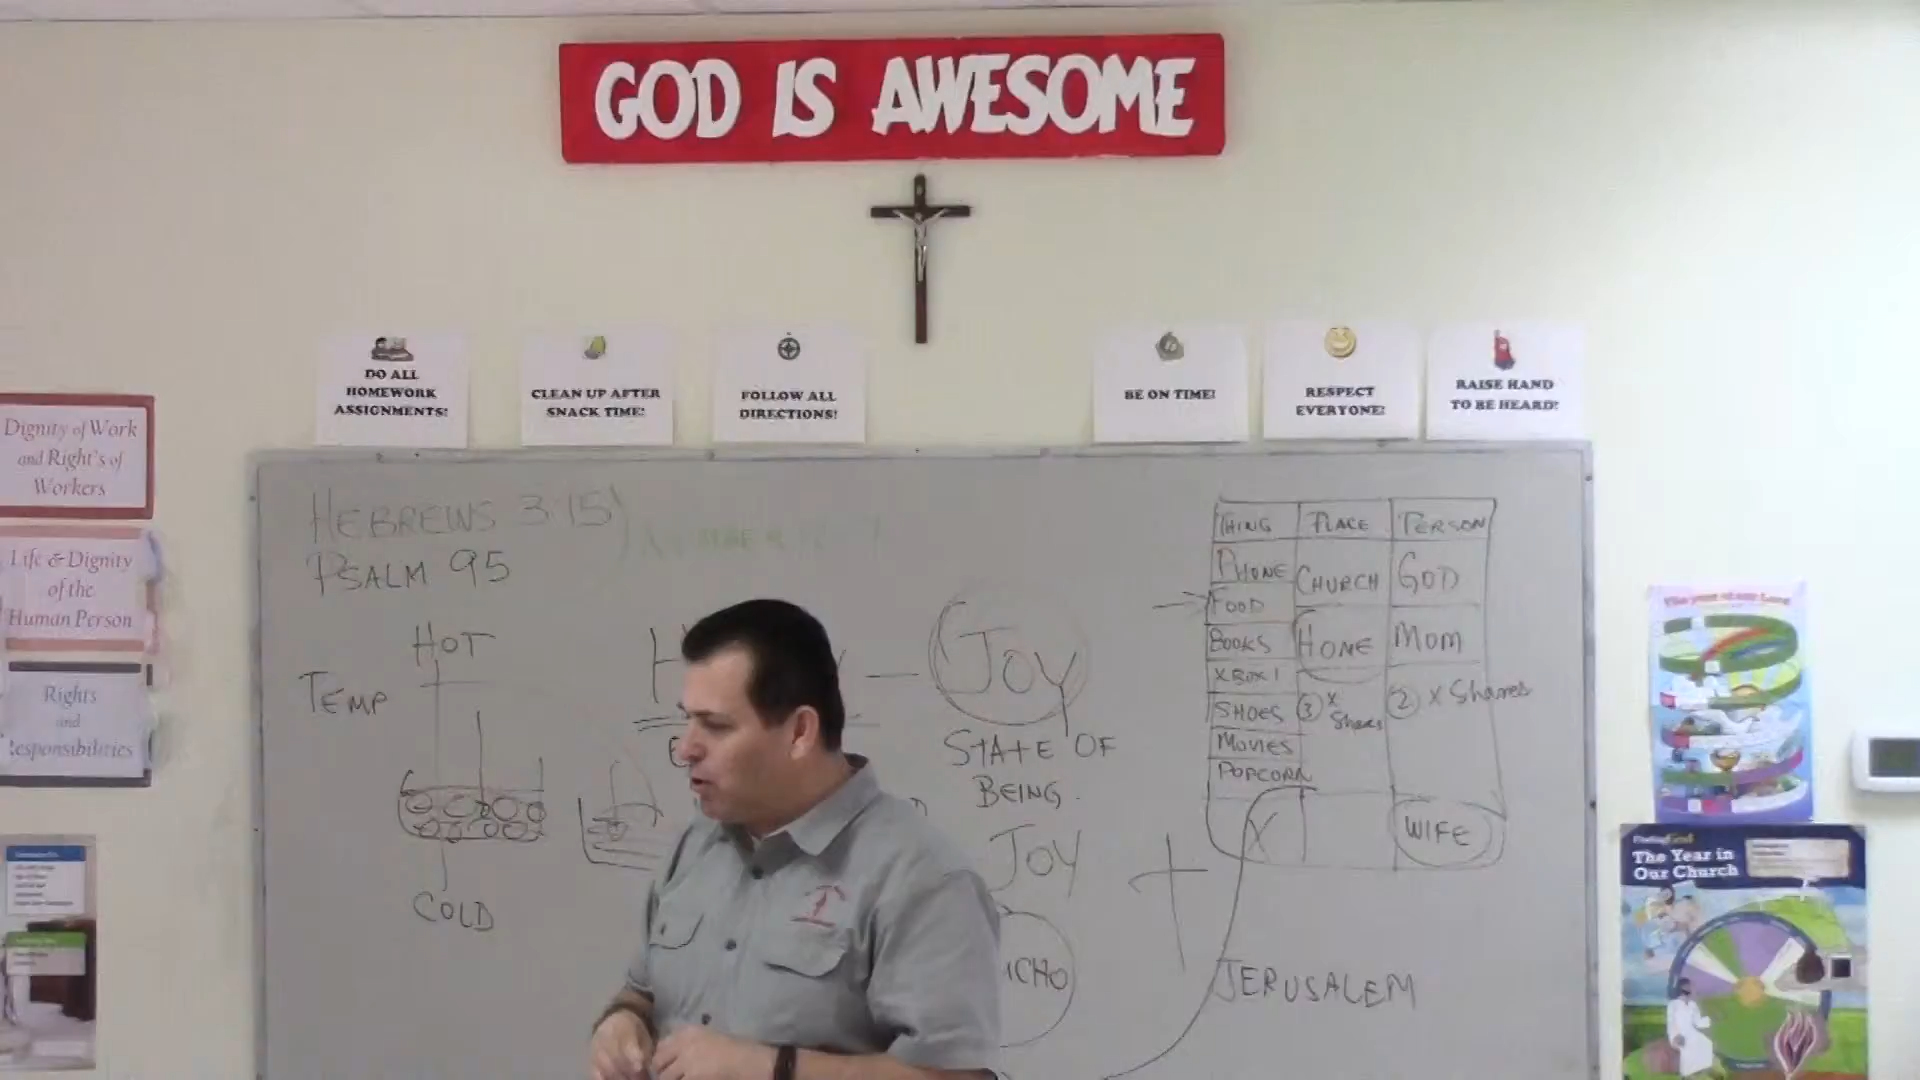 GOD IS AWESOME
DO ALL
HOMEWORK
ASSIGNMENTS!
CLEAN UP AFTER
SNACK TIME!
FOLLOW ALL
DIRECTIONS!
BE ON TIME!
RESPECT
EVERYONE!
RAISE HAND
TO BE HEARD!
Dignity of Work
and Right's of
Workers
Life & Dignity
of the
Human Person
Rights
and
Responsibilities
HEBREWS 3:15
PSALM 95
HOT
TEMP
COLD
JOY
STATE OF
BEING.
JOY
ICHO
JERUSALEM
THING PLACE PERSON
PHONE CHURCH GOD
FOOD
BOOKS HOME MOM
XBOX 1
SHOES 3 x Shares 2 x Shares
MOVIES
POPCORN
X WIFE
The Year in
Our Church